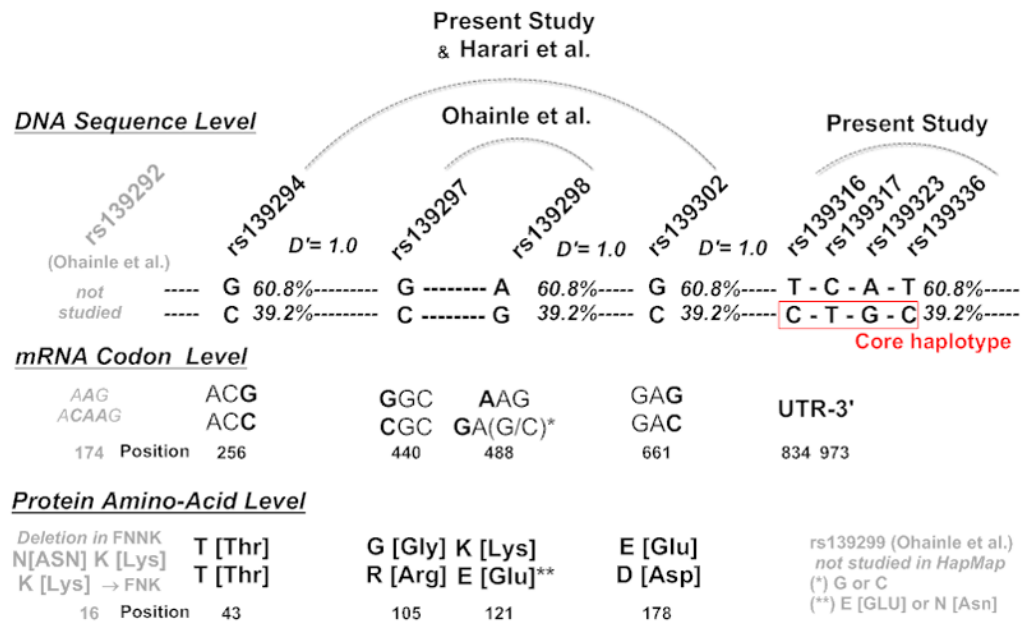 Present Study
& Harari et al.
Ohainle et al.
DNA Sequence Level
Present Study
rs139292
rs139294
rs139297
rs139298
rs139302
rs139316
rs139317
rs139323
rs139336
(Ohainle et al.)
D'= 1.0 D'= 1.0 D'= 1.0
not studied
----- G 60.8%--------- G -------- A 60.8%--------- G 60.8%----- T - C - A - T 60.8%-----
----- C 39.2%--------- C -------- G 39.2%--------- C 39.2%----- C - T - G - C 39.2%-----
Core haplotype
mRNA Codon Level
AAG ACG GGC AAG GAG
ACAAG ACC CGC GA(G/C)* GAC
UTR-3'
174 Position 256 440 488 661 834 973
Protein Amino-Acid Level
Deletion in FNNK
N[ASN] K [Lys]
K [Lys] → FNK
T [Thr] G [Gly] K [Lys] E [Glu]
T [Thr] R [Arg] E [Glu]** D [Asp]
16 Position 43 105 121 178
rs139299 (Ohainle et al.)
not studied in HapMap
(*) G or C
(**) E [GLU] or N [Asn]